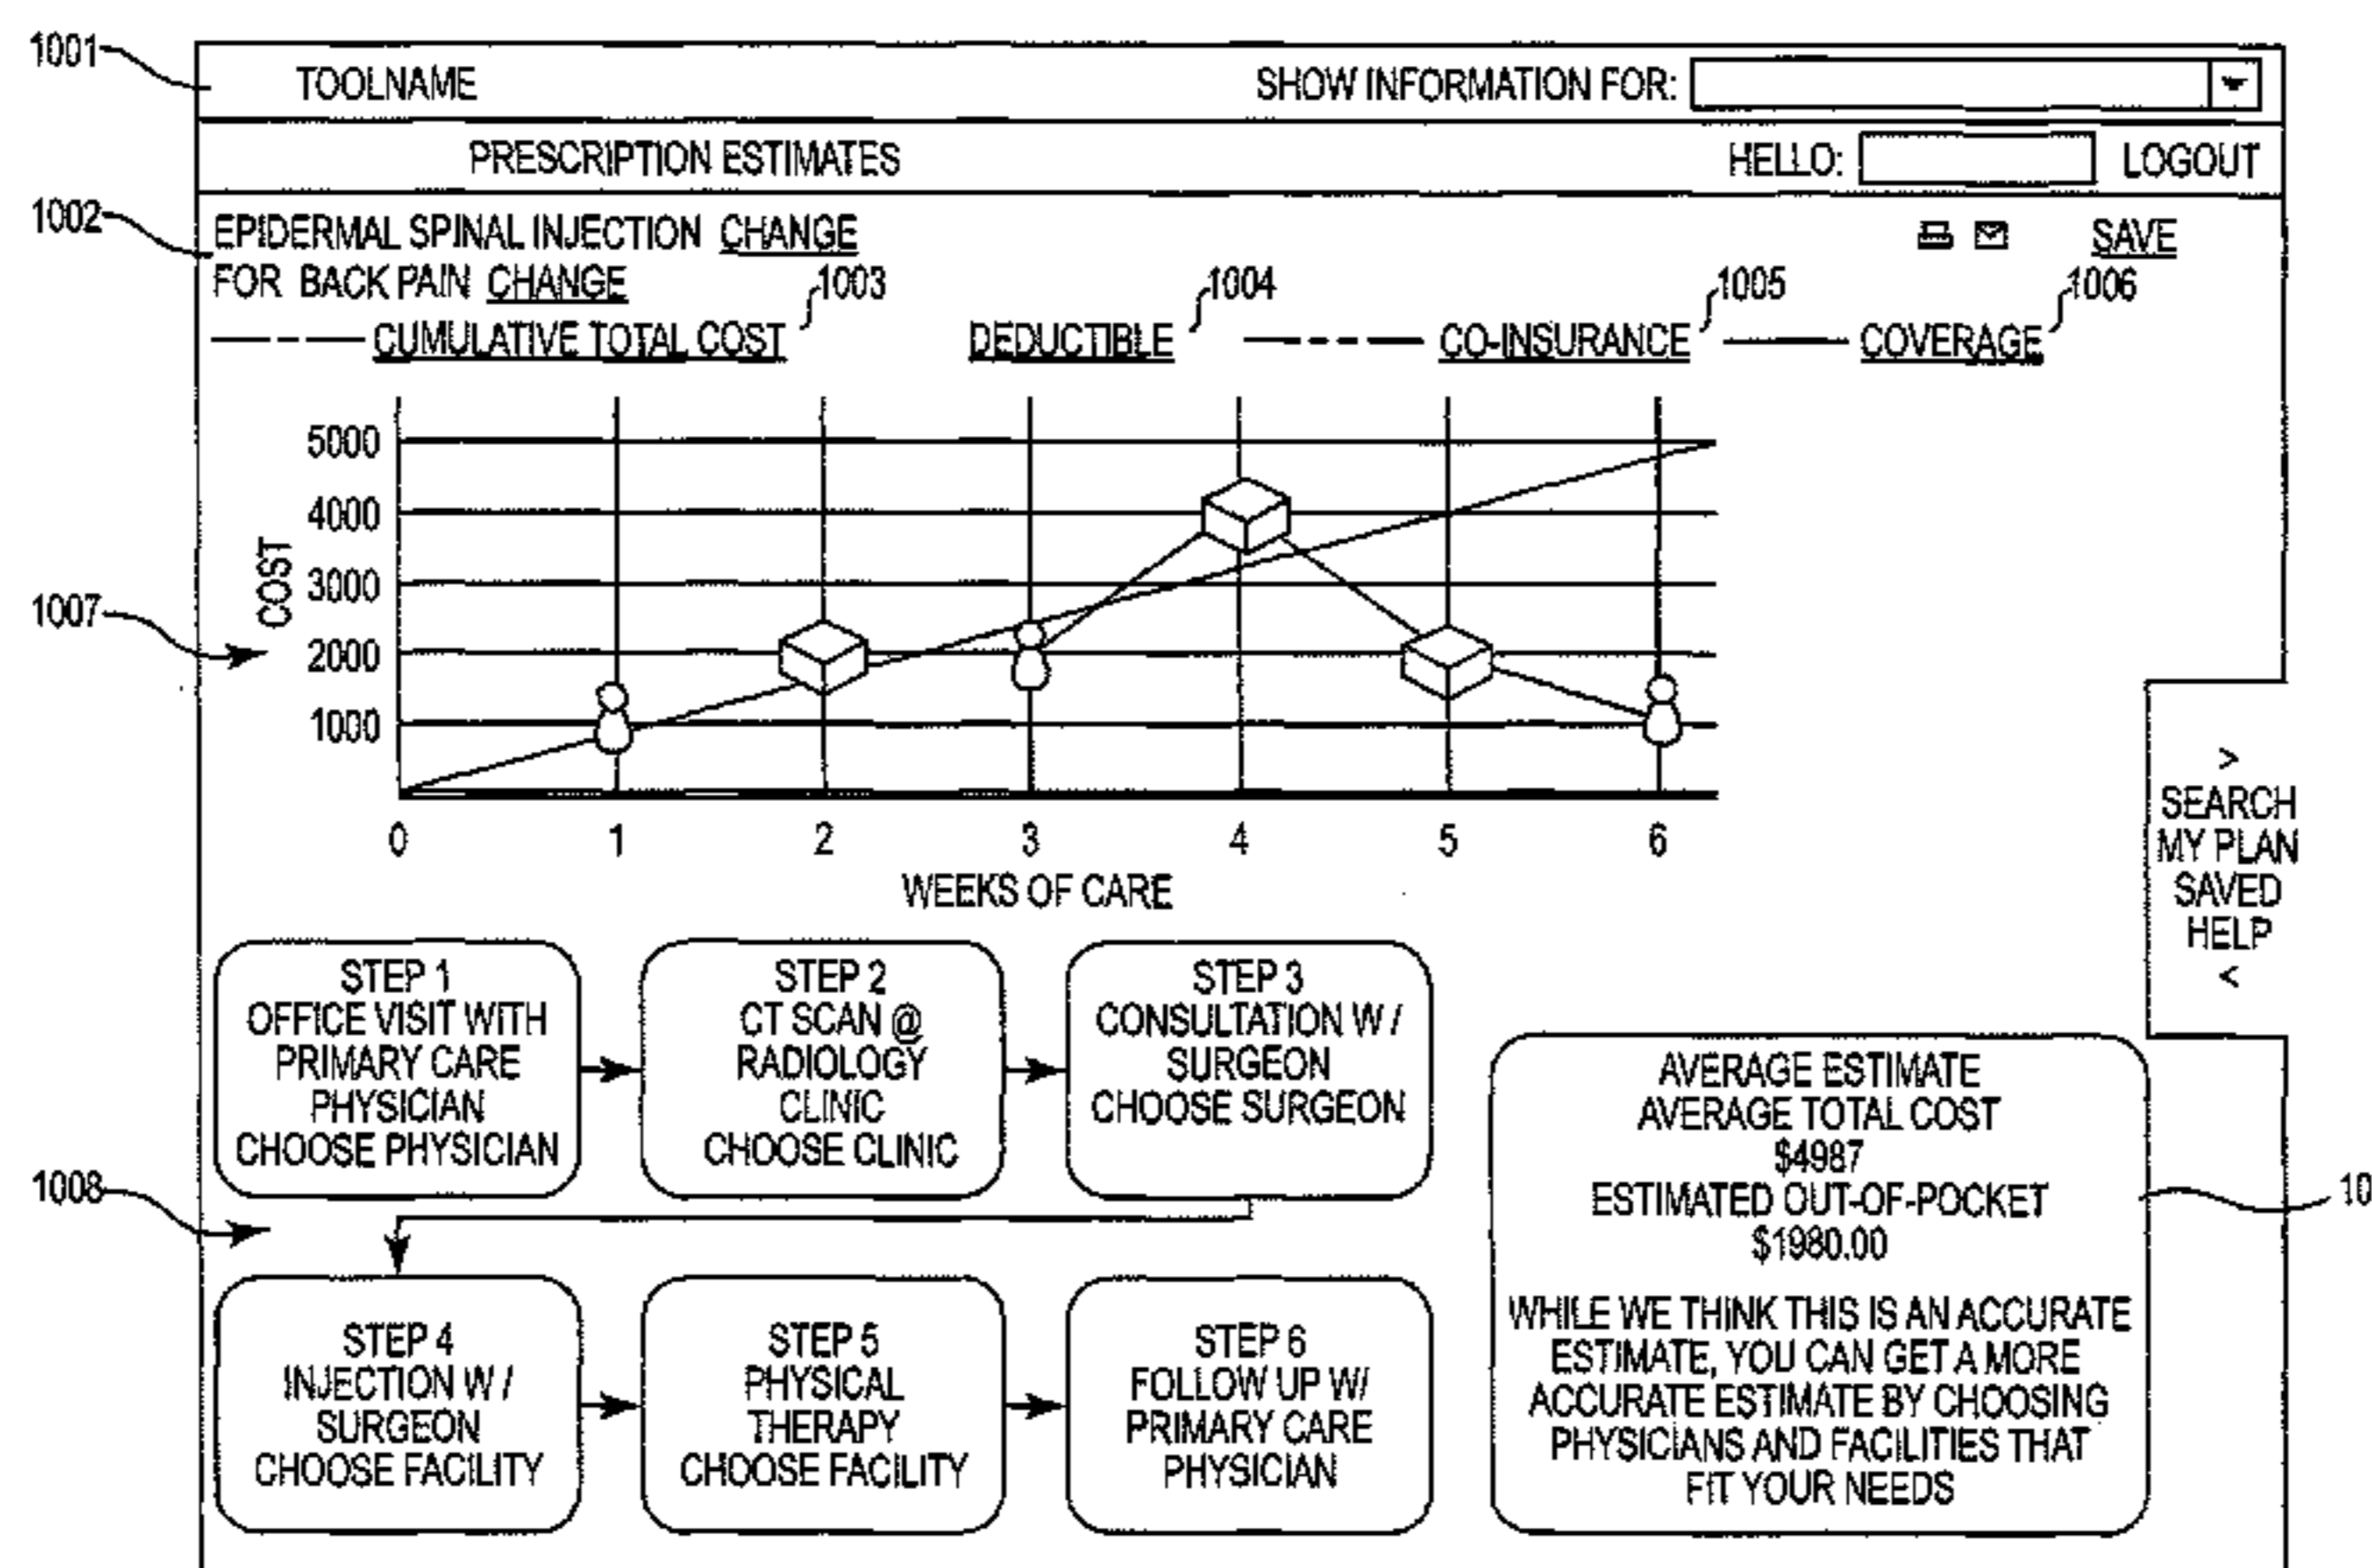 1001
TOOLNAME SHOW INFORMATION FOR:
PRESCRIPTION ESTIMATES HELLO: LOGOUT
1002
EPIDERMAL SPINAL INJECTION CHANGE SAVE
FOR BACK PAIN CHANGE
1003 1004 1005 1006
CUMULATIVE TOTAL COST DEDUCTIBLE CO-INSURANCE COVERAGE
5000
4000
3000
2000
1000
COST
1007
0 1 2 3 4 5 6
WEEKS OF CARE
>
SEARCH
MY PLAN
SAVED
HELP
<
STEP 1
OFFICE VISIT WITH
PRIMARY CARE
PHYSICIAN
CHOOSE PHYSICIAN
STEP 2
CT SCAN @
RADIOLOGY
CLINIC
CHOOSE CLINIC
STEP 3
CONSULTATION W /
SURGEON
CHOOSE SURGEON
1008
STEP 4
INJECTION W /
SURGEON
CHOOSE FACILITY
STEP 5
PHYSICAL
THERAPY
CHOOSE FACILITY
STEP 6
FOLLOW UP W/
PRIMARY CARE
PHYSICIAN
AVERAGE ESTIMATE
AVERAGE TOTAL COST
$4987
ESTIMATED OUT-OF-POCKET
$1980.00
WHILE WE THINK THIS IS AN ACCURATE
ESTIMATE, YOU CAN GET A MORE
ACCURATE ESTIMATE BY CHOOSING
PHYSICIANS AND FACILITIES THAT
FIT YOUR NEEDS
10